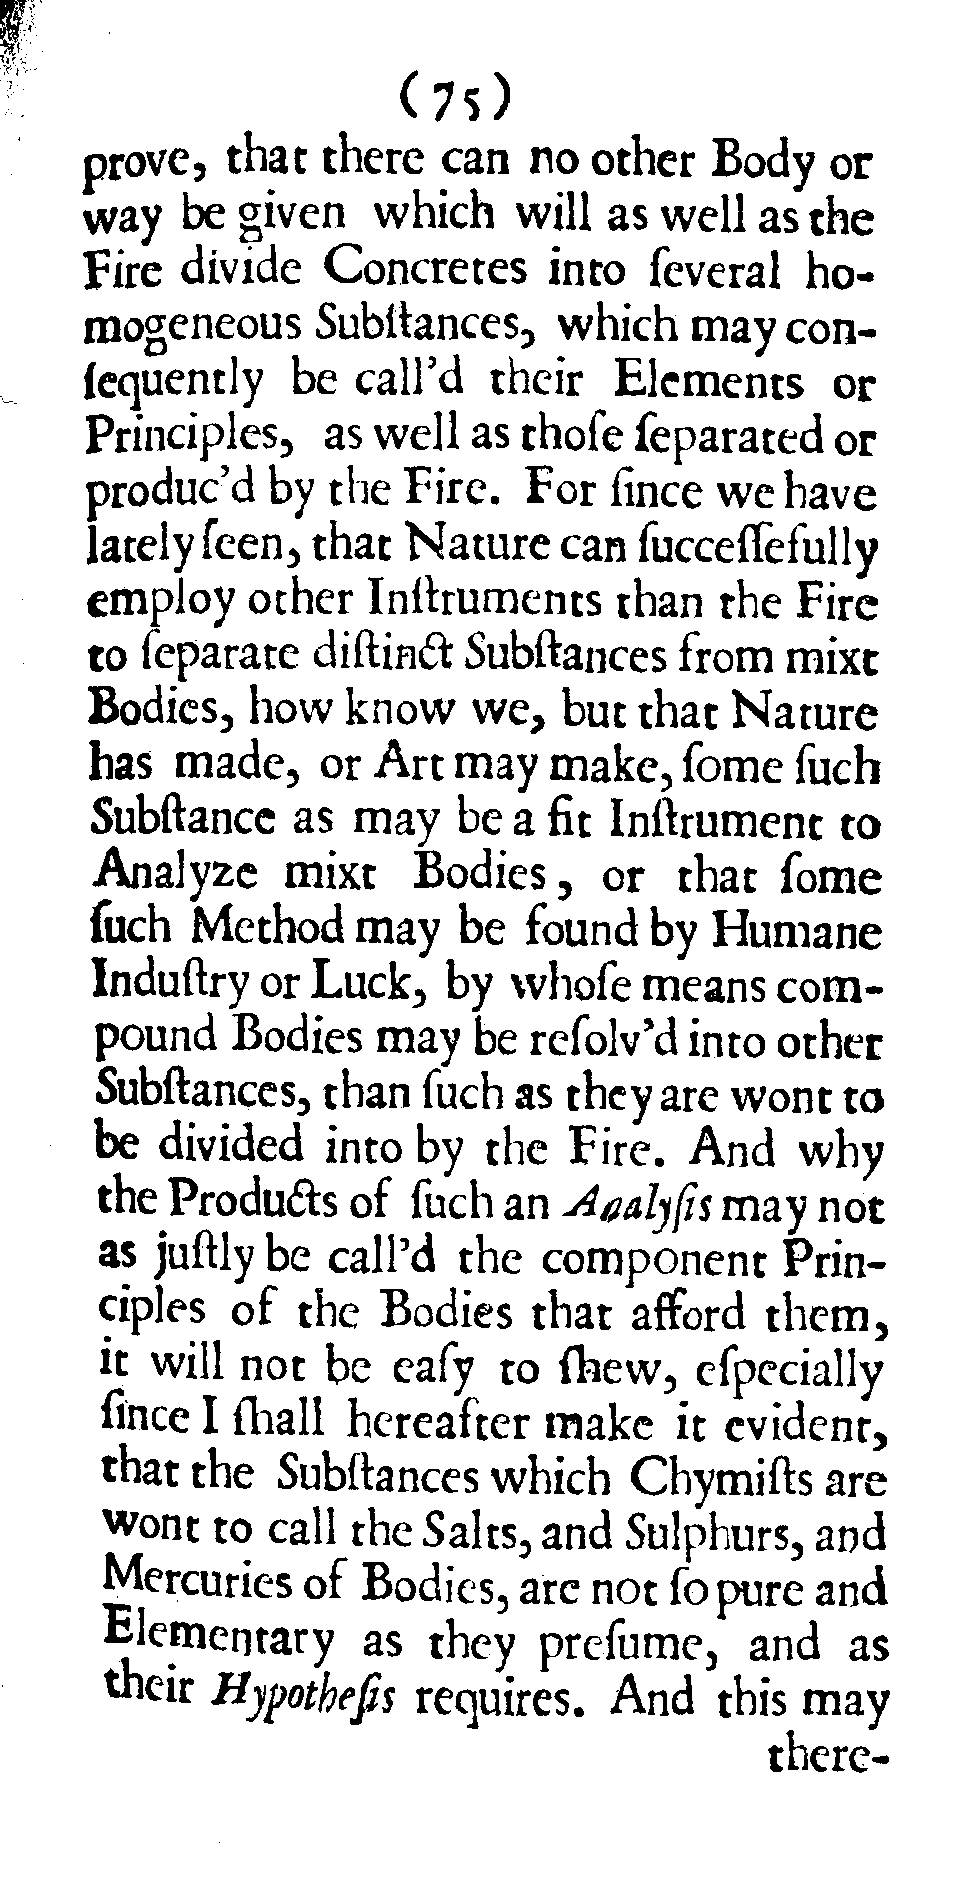 (75)
prove, that there can no other Body or
way be given which will as well as the
Fire divide Concretes into ſeveral ho-
mogeneous Subſtances, which may con-
ſequently be call’d their Elements or
Principles, as well as thoſe ſeparated or
produc’d by the Fire. For ſince we have
lately ſeen, that Nature can ſucceſſefully
employ other Inſtruments than the Fire
to ſeparate diſtinct Subſtances from mixt
Bodies, how know we, but that Nature
has made, or Art may make, ſome ſuch
Subſtance as may be a fit Inſtrument to
Analyze mixt Bodies, or that ſome
ſuch Method may be found by Humane
Induſtry or Luck, by whoſe means com-
pound Bodies may be reſolv’d into other
Subſtances, than ſuch as they are wont to
be divided into by the Fire. And why
the Products of ſuch an Analyſis may not
as juſtly be call’d the component Prin-
ciples of the Bodies that afford them,
it will not be eaſy to ſhew, eſpecially
ſince I ſhall hereafter make it evident,
that the Subſtances which Chymiſts are
wont to call the Salts, and Sulphurs, and
Mercuries of Bodies, are not ſo pure and
Elementary as they preſume, and as
their Hypotheſis requires. And this may
there-